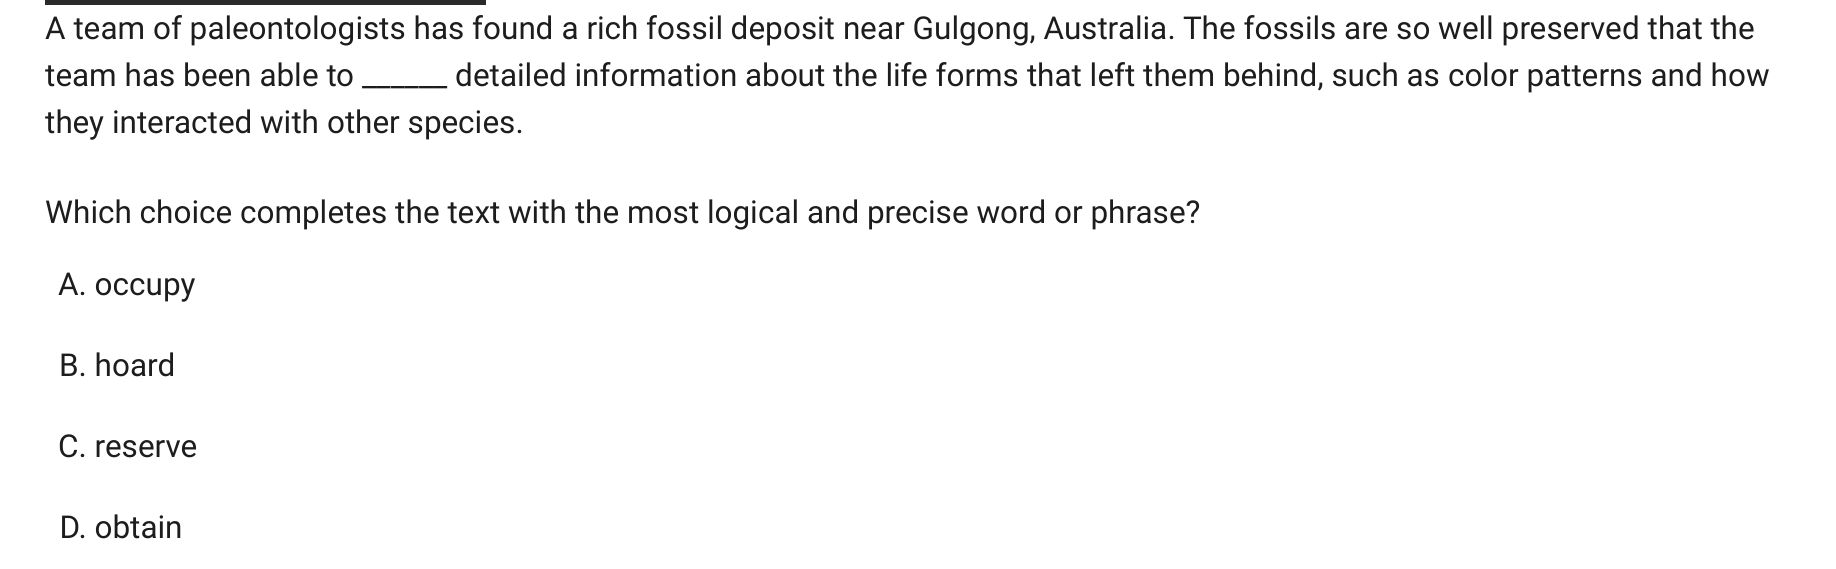 A team of paleontologists has found a rich fossil deposit near Gulgong, Australia. The fossils are so well preserved that the
team has been able to ______ detailed information about the life forms that left them behind, such as color patterns and how
they interacted with other species.
Which choice completes the text with the most logical and precise word or phrase?
A. occupy
B. hoard
C. reserve
D. obtain